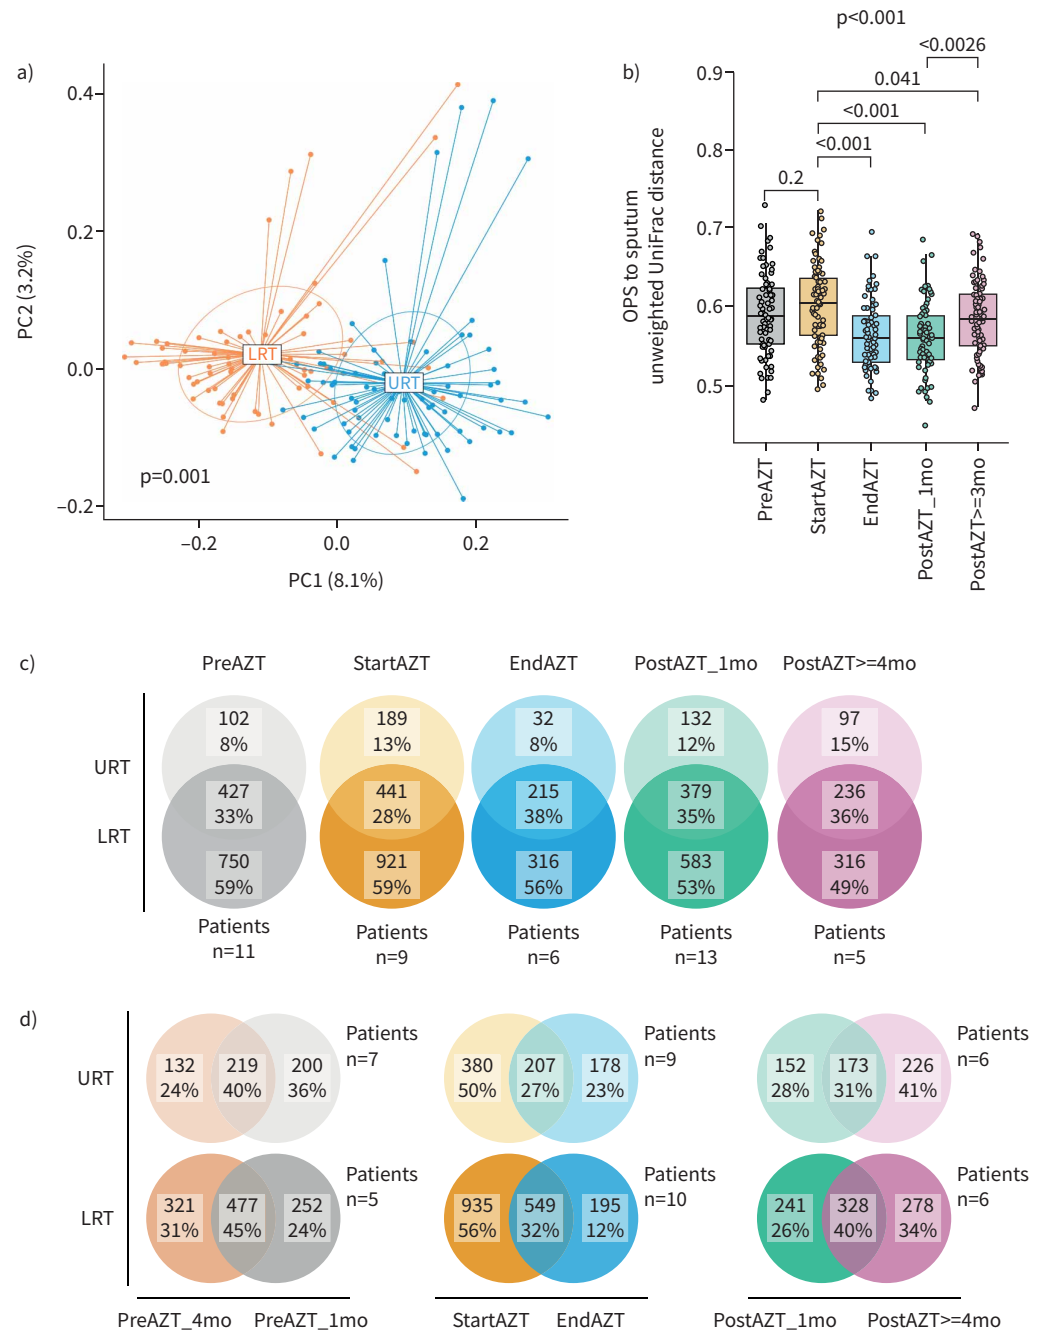 a)
0.4
0.2
0.0
–0.2
PC2 (3.2%)
LRT
URT
p=0.001
–0.2
0.0
0.2
PC1 (8.1%)
b)
p<0.001
<0.0026
0.041
<0.001
<0.001
0.2
0.9
0.8
0.7
0.6
0.5
OPS to sputum
unweighted UniFrac distance
PreAZT
StartAZT
EndAZT
PostAZT_1mo
PostAZT>=3mo
c)
PreAZT
StartAZT
EndAZT
PostAZT_1mo
PostAZT>=4mo
URT
LRT
102
8%
427
33%
750
59%
Patients
n=11
189
13%
441
28%
921
59%
Patients
n=9
32
8%
215
38%
316
56%
Patients
n=6
132
12%
379
35%
583
53%
Patients
n=13
97
15%
236
36%
316
49%
Patients
n=5
d)
URT
132
24%
219
40%
200
36%
Patients
n=7
380
50%
207
27%
178
23%
Patients
n=9
152
28%
173
31%
226
41%
Patients
n=6
LRT
321
31%
477
45%
252
24%
Patients
n=5
935
56%
549
32%
195
12%
Patients
n=10
241
26%
328
40%
278
34%
Patients
n=6
PreAZT_4mo
PreAZT_1mo
StartAZT
EndAZT
PostAZT_1mo
PostAZT>=4mo